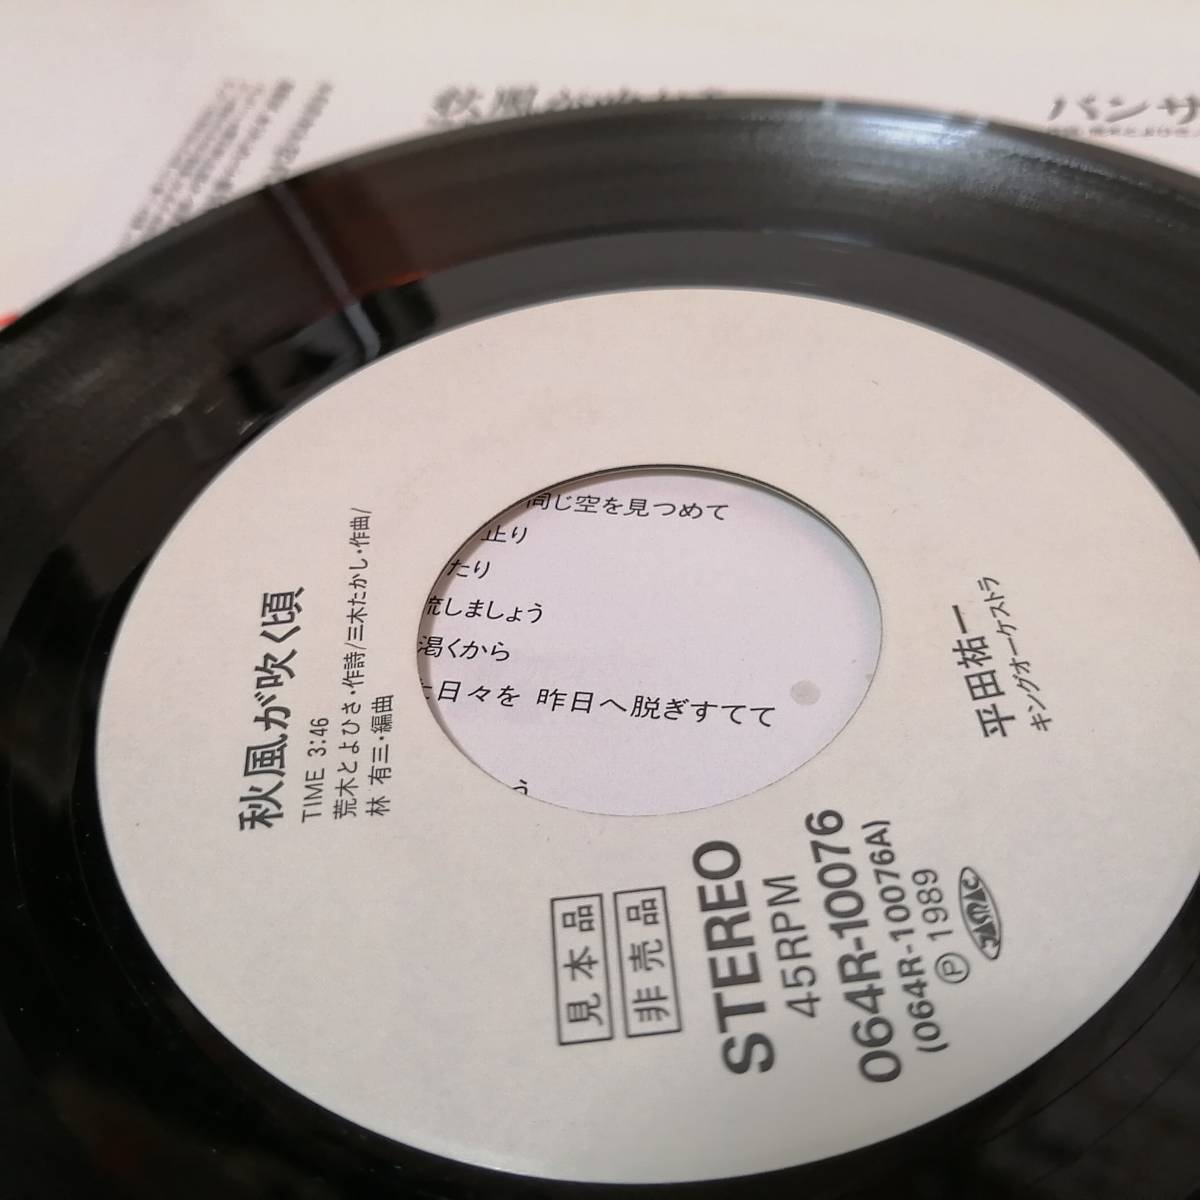 秋風が吹く頃
TIME 3:46
荒木とよひさ・作詩/三木たかし・作曲/
林 有三・編曲
見本品
非売品
STEREO
45RPM
064R-10076
(064R-10076A)
Ⓟ 1989
JASRAC
平田祐一
キングオーケストラ
同じ空を見つめて
止り
たり
流しましょう
渇くから
た日々を 昨日へ脱ぎすてて
う
バンサ